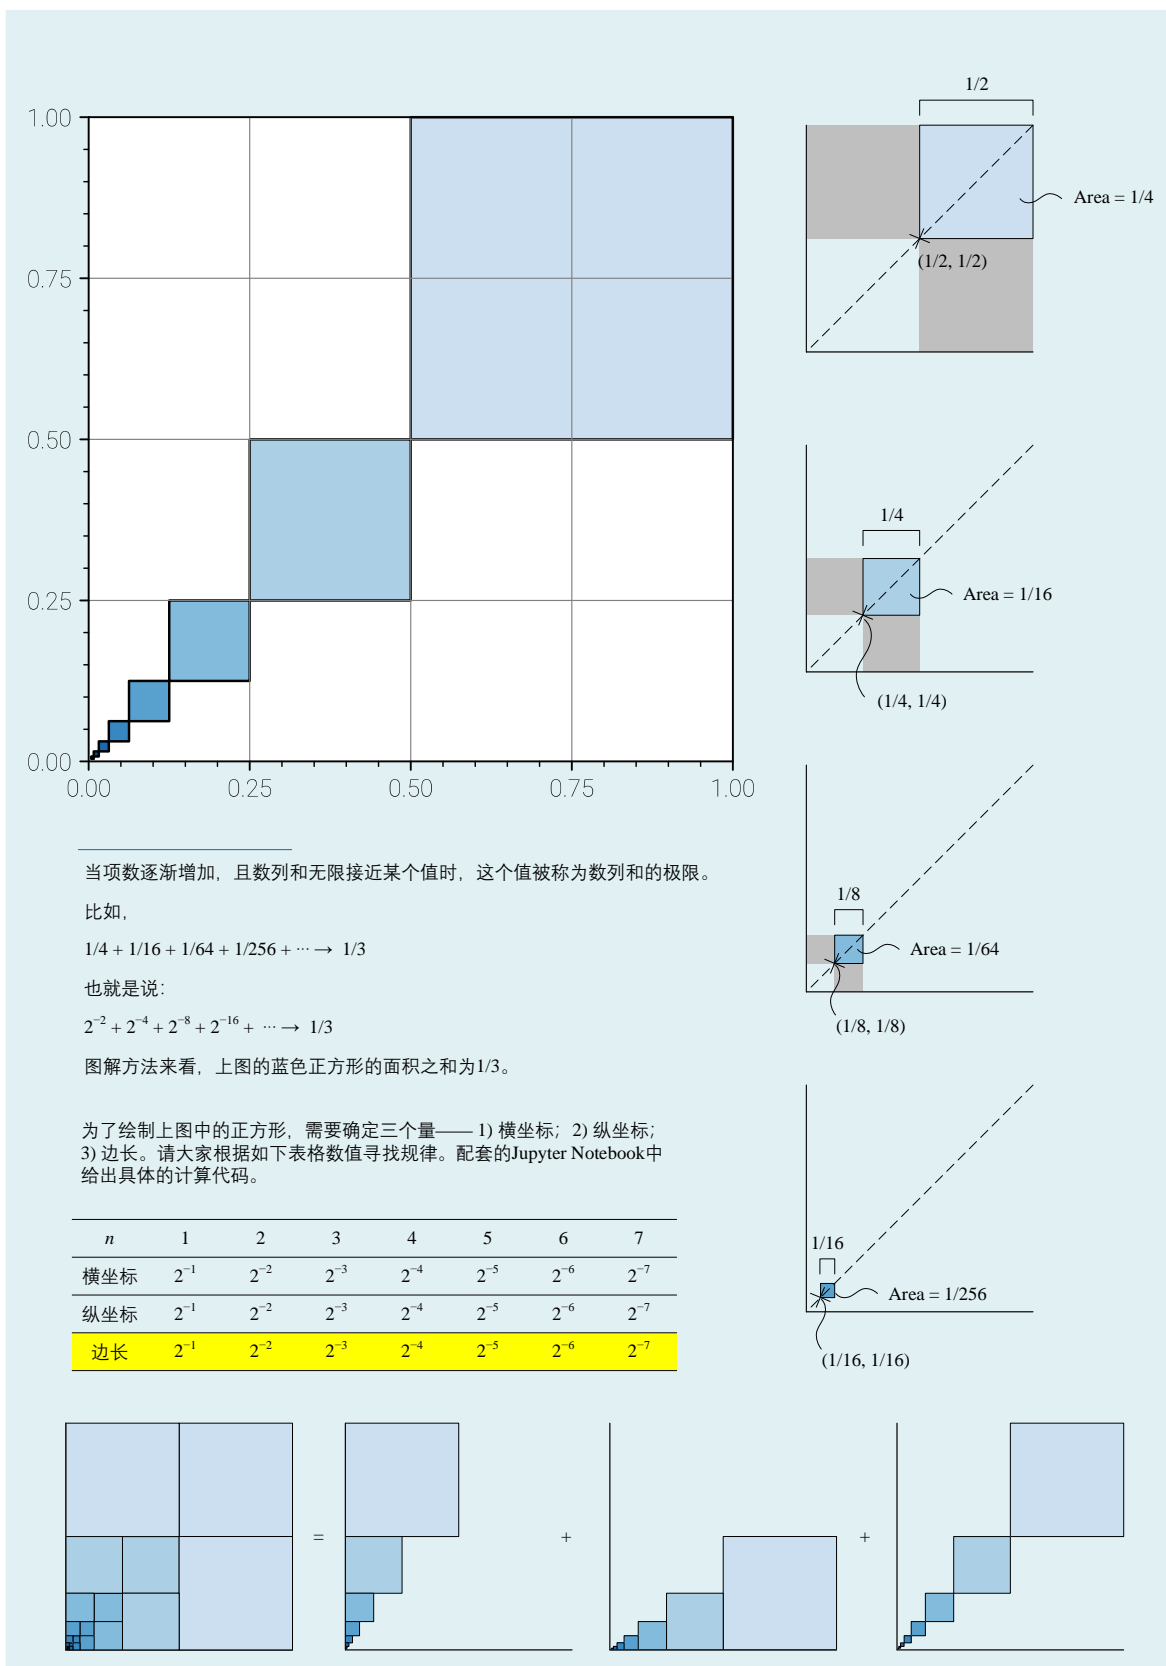 1.00
0.75
0.50
0.25
0.00
0.00 0.25 0.50 0.75 1.00
1/2
Area = 1/4
(1/2, 1/2)
1/4
Area = 1/16
(1/4, 1/4)
1/8
Area = 1/64
(1/8, 1/8)
1/16
Area = 1/256
(1/16, 1/16)
当项数逐渐增加，且数列和无限接近某个值时，这个值被称为数列和的极限。
比如，
1/4 + 1/16 + 1/64 + 1/256 + ··· → 1/3
也就是说：
2⁻² + 2⁻⁴ + 2⁻⁸ + 2⁻¹⁶ + ··· → 1/3
图解方法来看，上图的蓝色正方形的面积之和为1/3。
为了绘制上图中的正方形，需要确定三个量—— 1) 横坐标；2) 纵坐标；
3) 边长。请大家根据如下表格数值寻找规律。配套的Jupyter Notebook中
给出具体的计算代码。
n 1 2 3 4 5 6 7
横坐标 2⁻¹ 2⁻² 2⁻³ 2⁻⁴ 2⁻⁵ 2⁻⁶ 2⁻⁷
纵坐标 2⁻¹ 2⁻² 2⁻³ 2⁻⁴ 2⁻⁵ 2⁻⁶ 2⁻⁷
边长 2⁻¹ 2⁻² 2⁻³ 2⁻⁴ 2⁻⁵ 2⁻⁶ 2⁻⁷
= + +